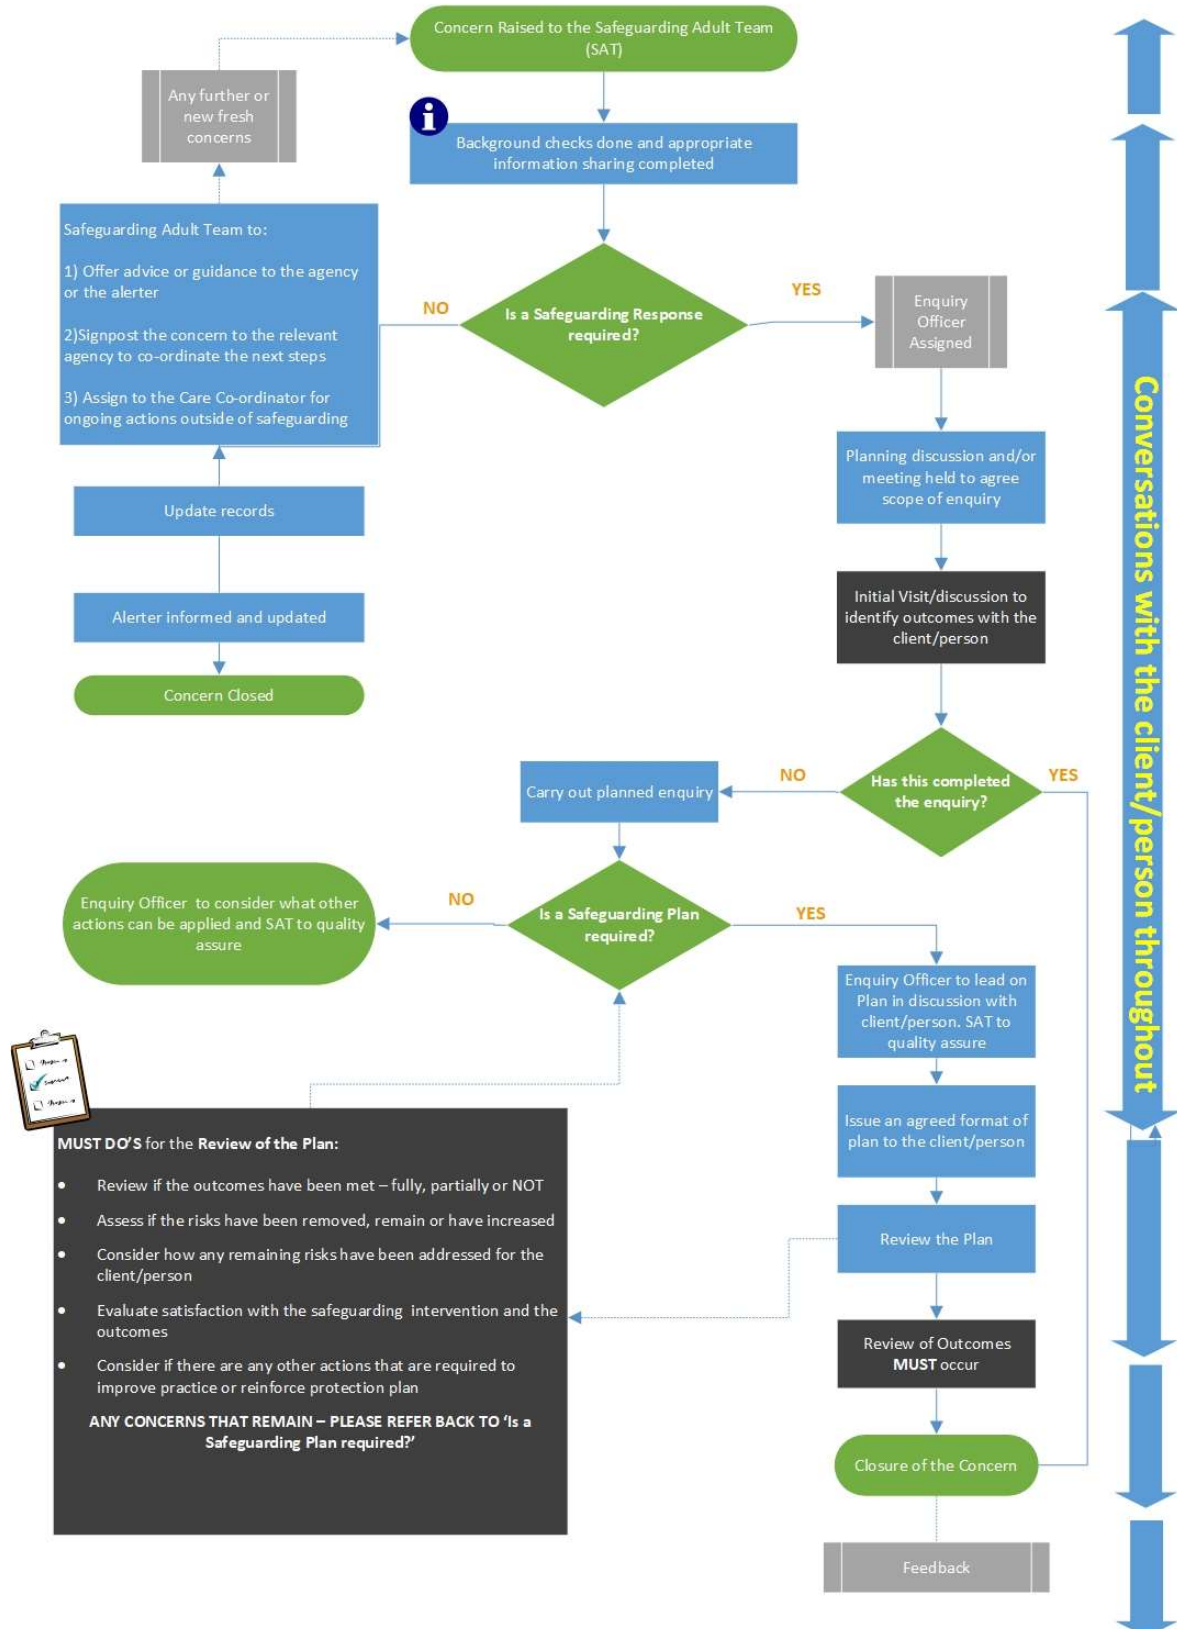 Concern Raised to the Safeguarding Adult Team
(SAT)
Any further or
new fresh
concerns
Background checks done and appropriate
information sharing completed
Safeguarding Adult Team to:
1) Offer advice or guidance to the agency
or the alerter
2)Signpost the concern to the relevant
agency to co-ordinate the next steps
3) Assign to the Care Co-ordinator for
ongoing actions outside of safeguarding
NO
Is a Safeguarding Response
required?
YES
Enquiry
Officer
Assigned
Planning discussion and/or
meeting held to agree
scope of enquiry
Update records
Initial Visit/discussion to
identify outcomes with the
client/person
Alerter informed and updated
Concern Closed
Has this completed
the enquiry?
NO
YES
Carry out planned enquiry
Is a Safeguarding Plan
required?
NO
YES
Enquiry Officer to consider what other
actions can be applied and SAT to quality
assure
Enquiry Officer to lead on
Plan in discussion with
client/person. SAT to
quality assure
Issue an agreed format of
plan to the client/person
Review the Plan
Review of Outcomes
MUST occur
Closure of the Concern
Feedback
MUST DO'S for the Review of the Plan:
• Review if the outcomes have been met – fully, partially or NOT
• Assess if the risks have been removed, remain or have increased
• Consider how any remaining risks have been addressed for the
client/person
• Evaluate satisfaction with the safeguarding intervention and the
outcomes
• Consider if there are any other actions that are required to
improve practice or reinforce protection plan
ANY CONCERNS THAT REMAIN – PLEASE REFER BACK TO ‘Is a
Safeguarding Plan required?’
Conversations with the client/person throughout